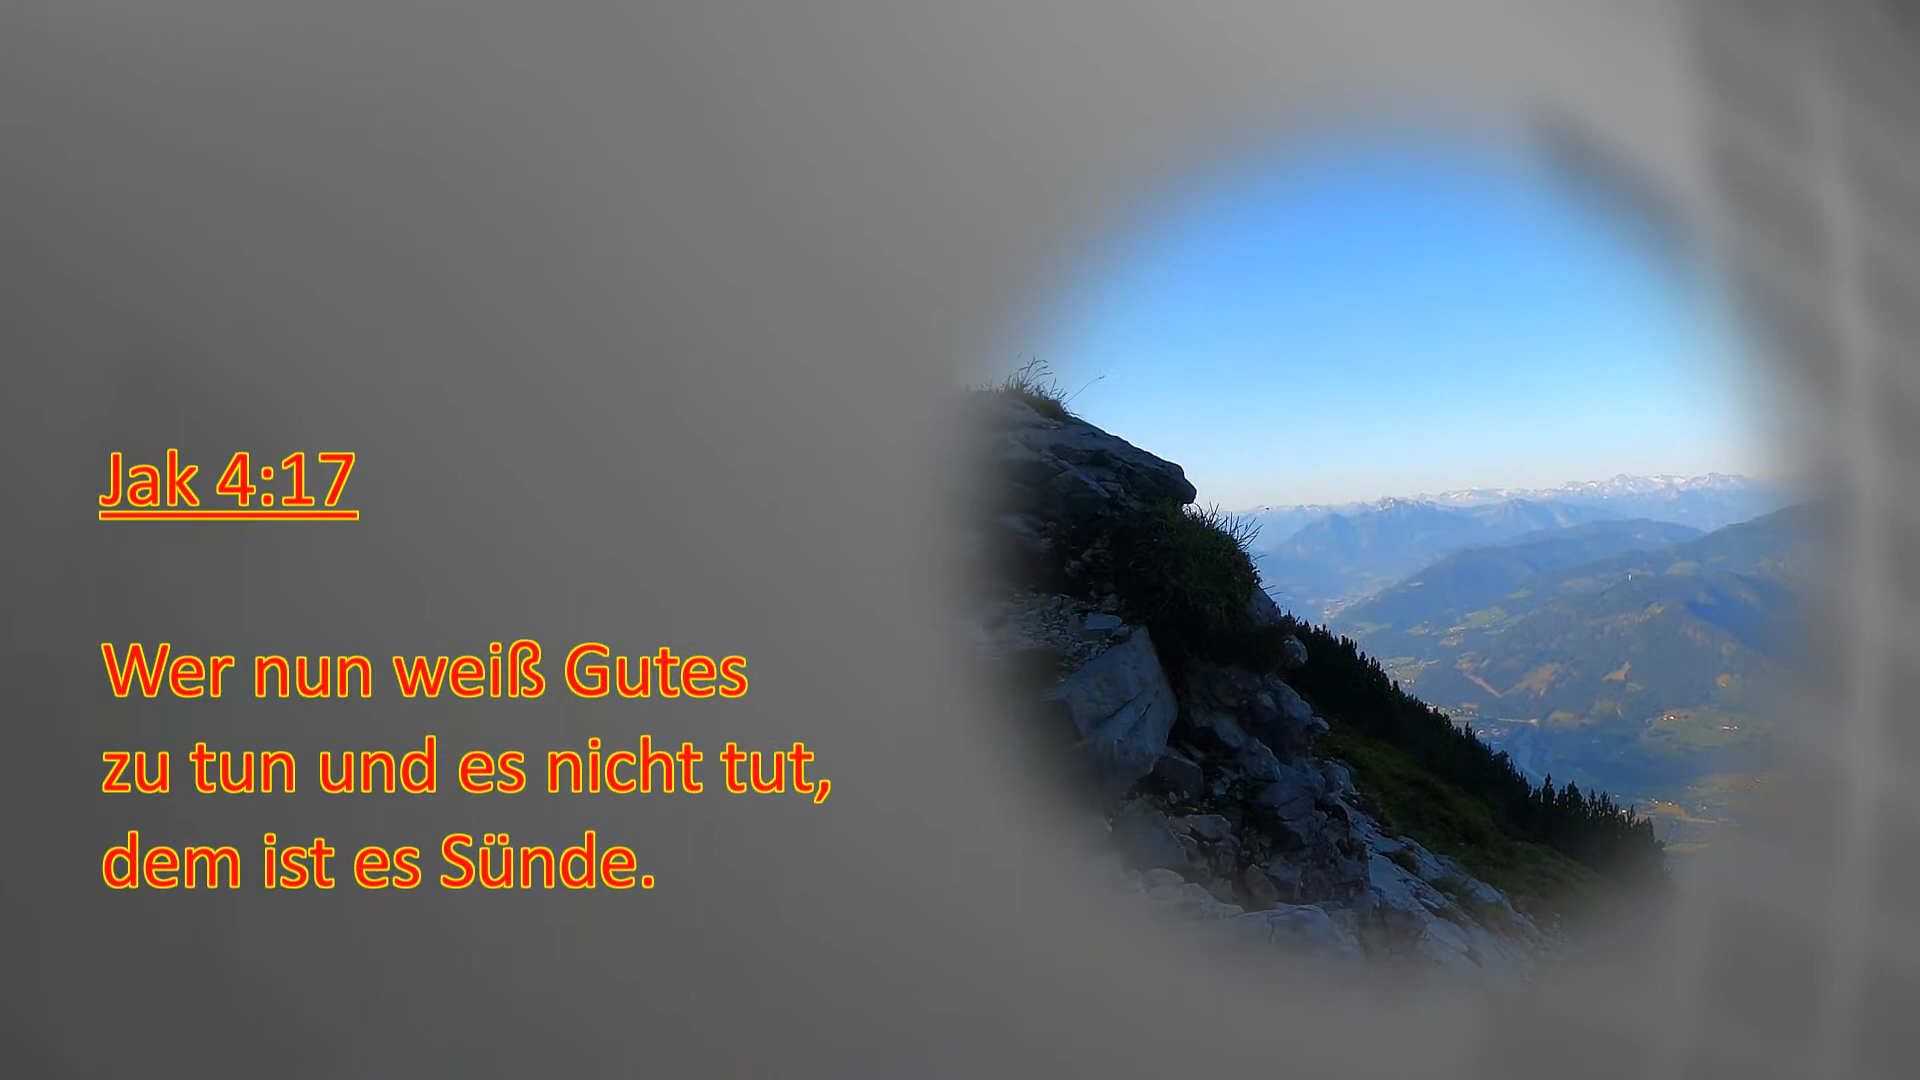 Jak 4:17
Wer nun weiß Gutes
zu tun und es nicht tut,
dem ist es Sünde.